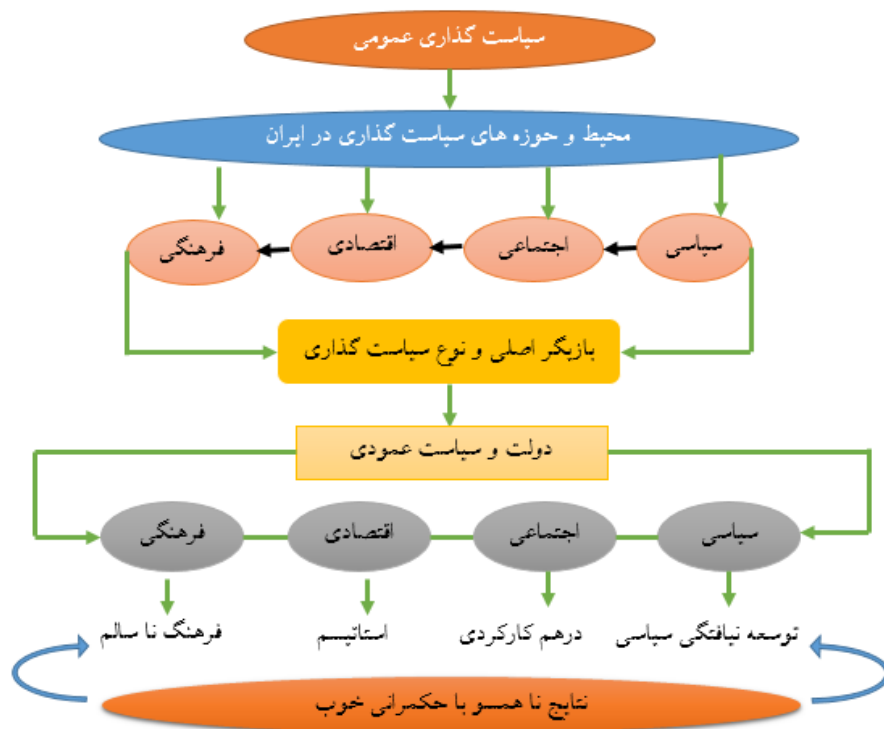 سیاست گذاری عمومی
محیط و حوزه های سیاست گذاری در ایران
سیاسی
اجتماعی
اقتصادی
فرهنگی
بازیگر اصلی و نوع سیاست گذاری
دولت و سیاست عمودی
سیاسی
اجتماعی
اقتصادی
فرهنگی
توسعه نیافتگی سیاسی
درهم کارکردی
استاتیسم
فرهنگ نا سالم
نتایج نا همسو با حکمرانی خوب